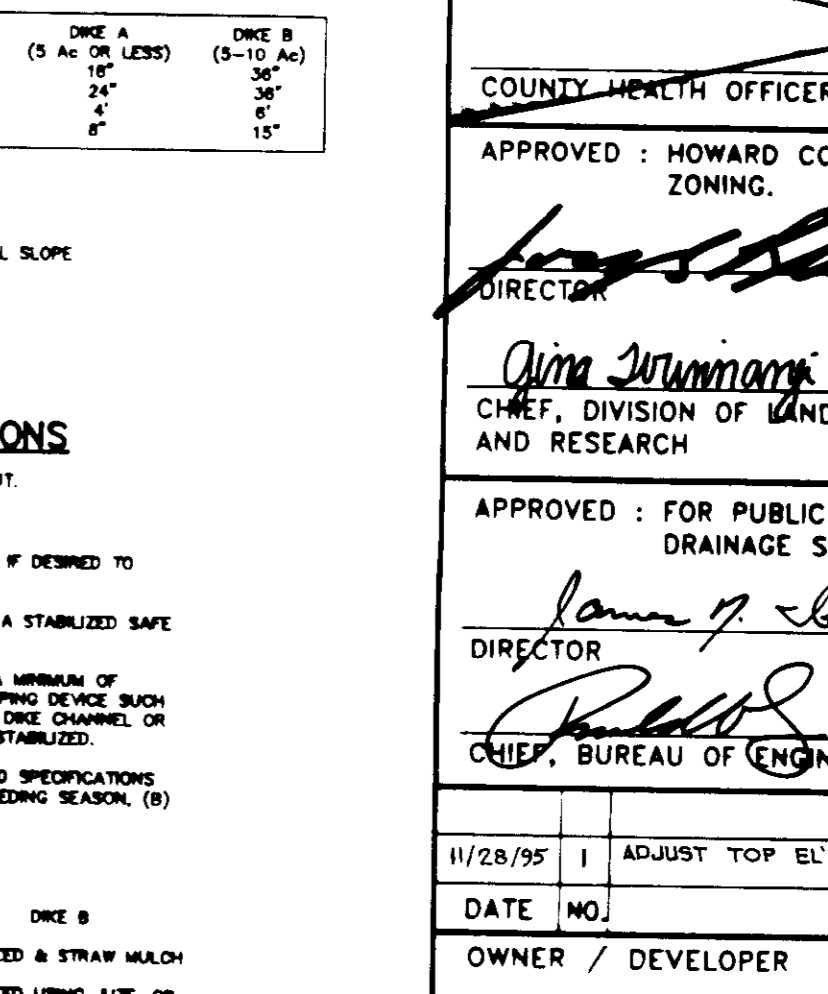 DIKE A DIKE B
(5 Ac OR LESS) (5-10 Ac)
18" 36"
24" 36"
4' 6'
8" 15"
L SLOPE
ONS
UT.
IF DESIRED TO
A STABILIZED SAFE
A MINIMUM OF
PING DEVICE SUCH
DIKE CHANNEL OR
STABILIZED.
D SPECIFICATIONS
EDING SEASON, (B)
DIKE B
ED & STRAW MULCH
COUNTY HEALTH OFFICER
APPROVED : HOWARD CO
ZONING.
DIRECTOR
Gina
CHIEF, DIVISION OF LAND
AND RESEARCH
APPROVED : FOR PUBLIC
DRAINAGE S
James M.
DIRECTOR
CHIEF, BUREAU OF ENGIN
11/28/95 1 ADJUST TOP EL'
DATE NO.
OWNER / DEVELOPER